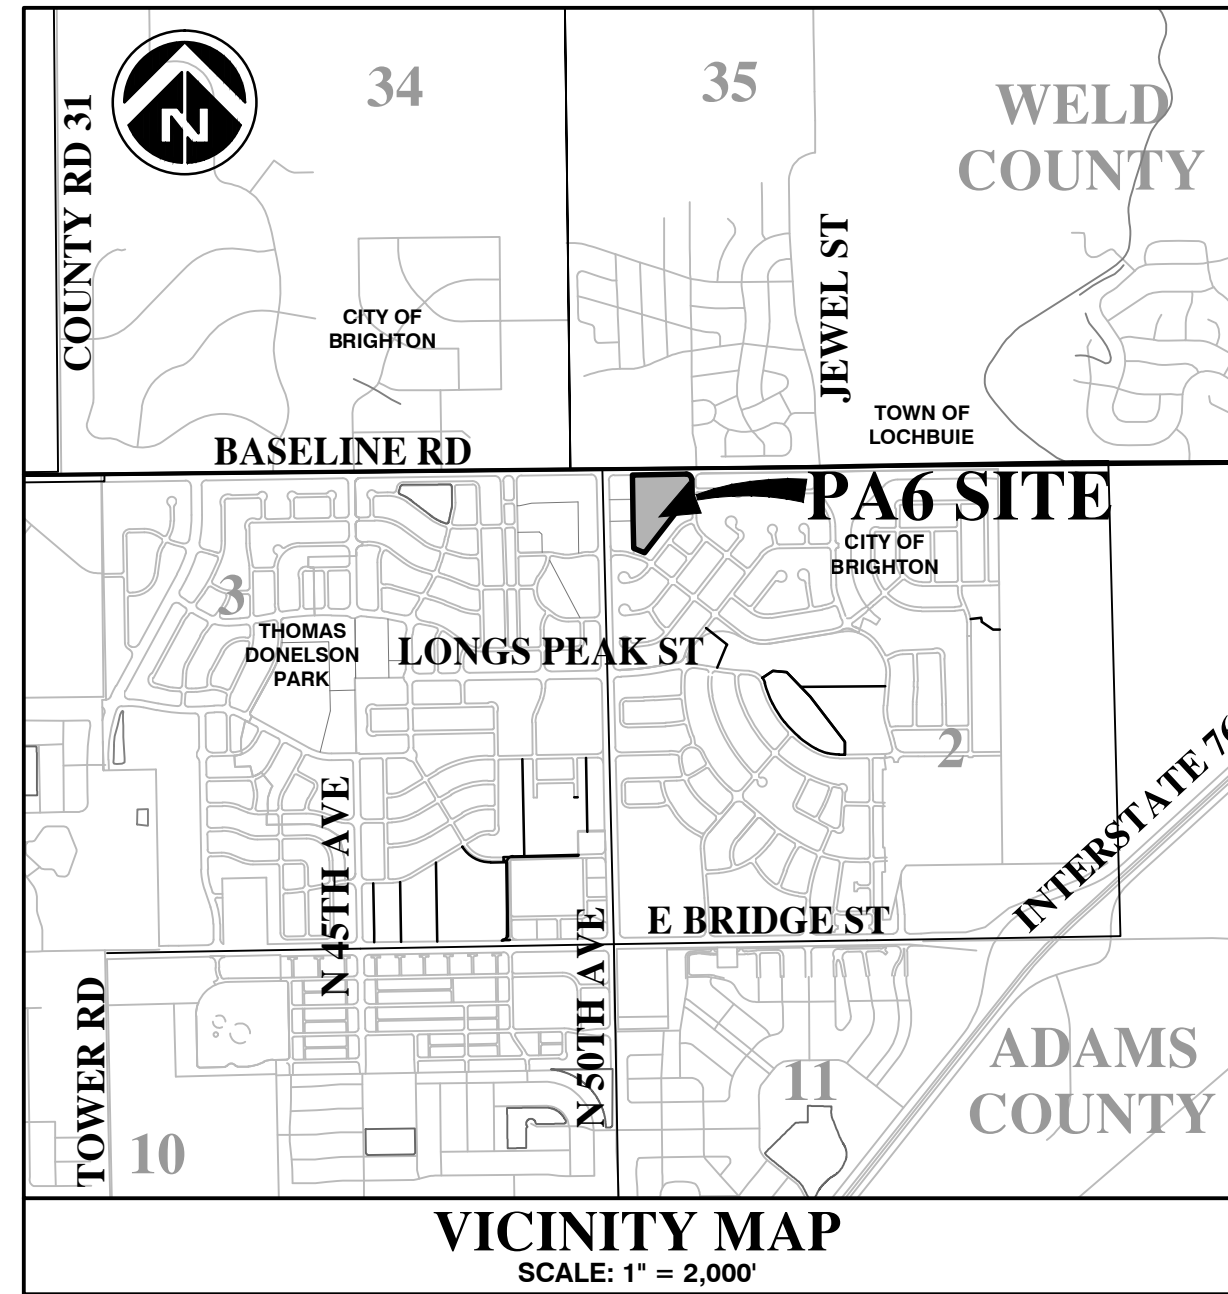 34
35
WELD
COUNTY
N
COUNTY RD 31
JEWEL ST
CITY OF
BRIGHTON
TOWN OF
LOCHBUIE
BASELINE RD
PA6 SITE
CITY OF
BRIGHTON
3
THOMAS
DONELSON
PARK
LONGS PEAK ST
2
INTERSTATE 76
N 45TH AVE
E BRIDGE ST
N 50TH AVE
TOWER RD
ADAMS
COUNTY
11
10
VICINITY MAP
SCALE: 1" = 2,000'